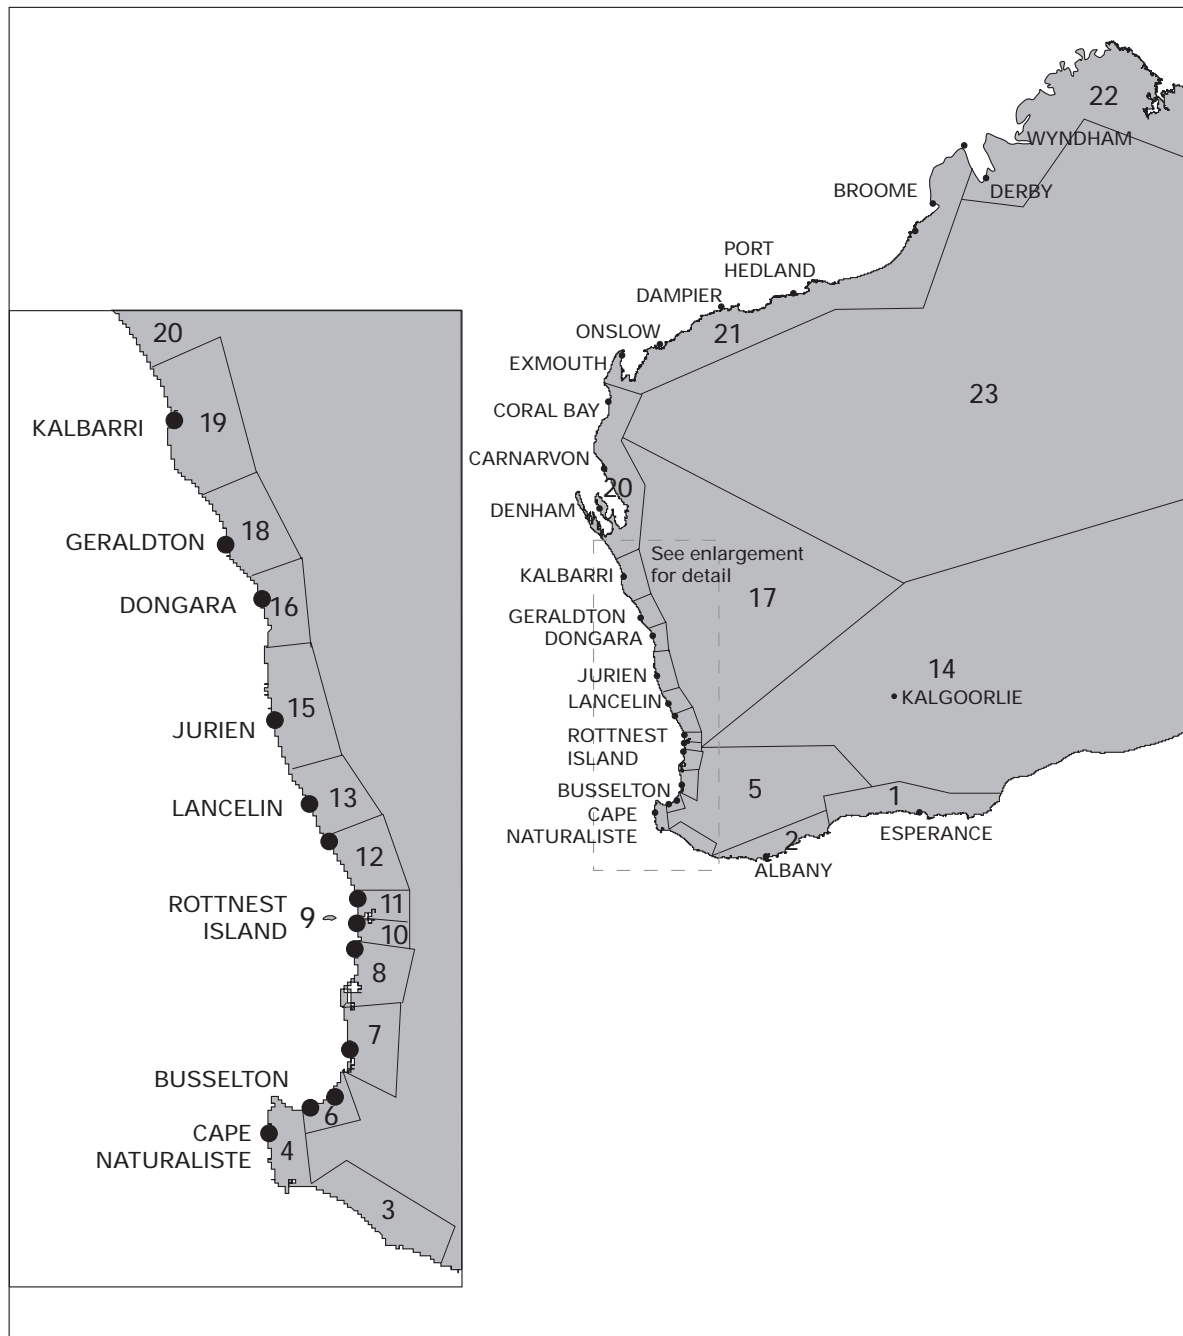 22
WYNDHAM
DERBY
BROOME
PORT
HEDLAND
DAMPIER
ONSLOW
21
EXMOUTH
23
CORAL BAY
CARNARVON
20
DENHAM
See enlargement
for detail
KALBARRI
17
GERALDTON
DONGARA
14
JURIEN
KALGOORLIE
LANCELIN
ROTTNEST
ISLAND
5
BUSSELTON
1
CAPE
NATURALISTE
ESPERANCE
2
ALBANY
20
19
KALBARRI
18
GERALDTON
DONGARA
16
15
JURIEN
13
LANCELIN
12
ROTTNEST
ISLAND
9
11
10
8
7
BUSSELTON
6
CAPE
NATURALISTE
4
3